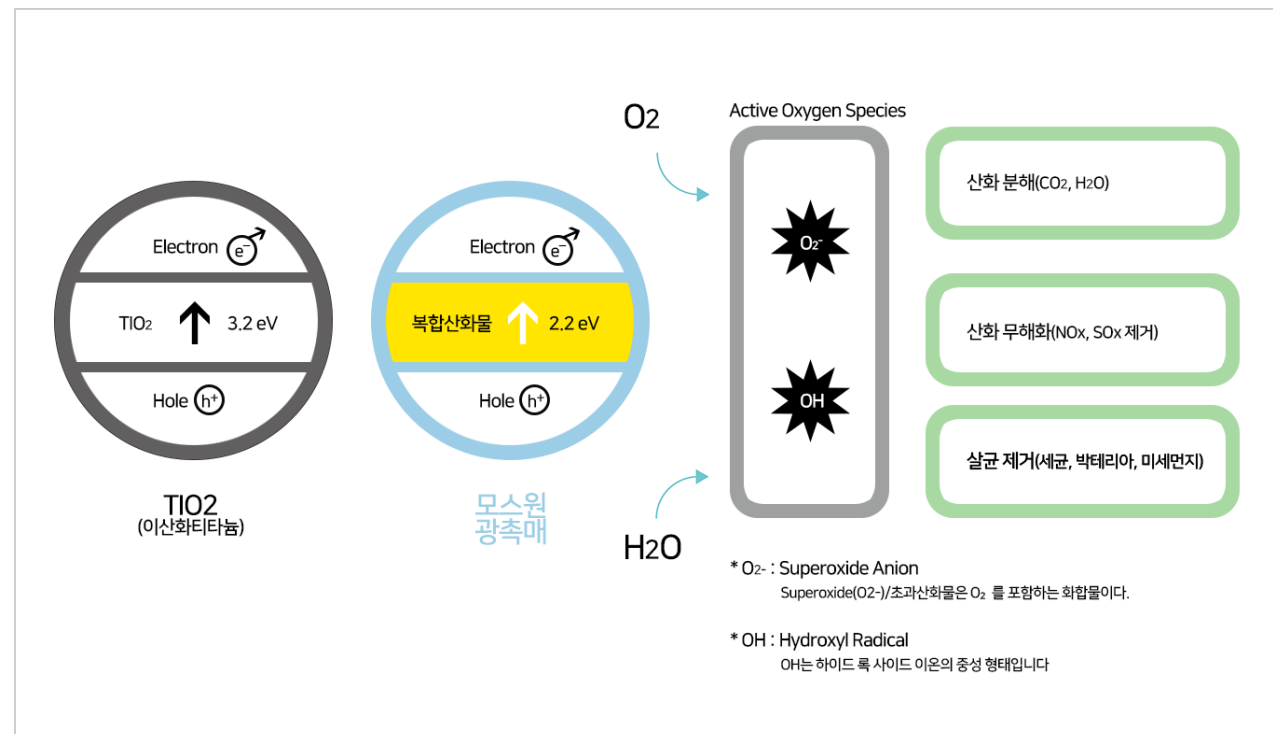 Electron e⁻
TIO₂ 3.2 eV
Hole h⁺
TIO2
(이산화티타늄)
Electron e⁻
복합산화물 2.2 eV
Hole h⁺
모스원
광촉매
O2
H2O
Active Oxygen Species
O₂-
OH
산화 분해(CO₂, H₂O)
산화 무해화(NOx, SOx 제거)
살균 제거(세균, 박테리아, 미세먼지)
* O₂- : Superoxide Anion
Superoxide(O2-)/초과산화물은 O₂ 를 포함하는 화합물이다.
* OH : Hydroxyl Radical
OH는 하이드 록 사이드 이온의 중성 형태입니다